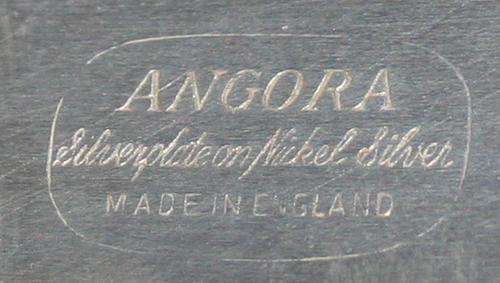 ANGORA
Silverplate on Nickel Silver
MADE IN ENGLAND